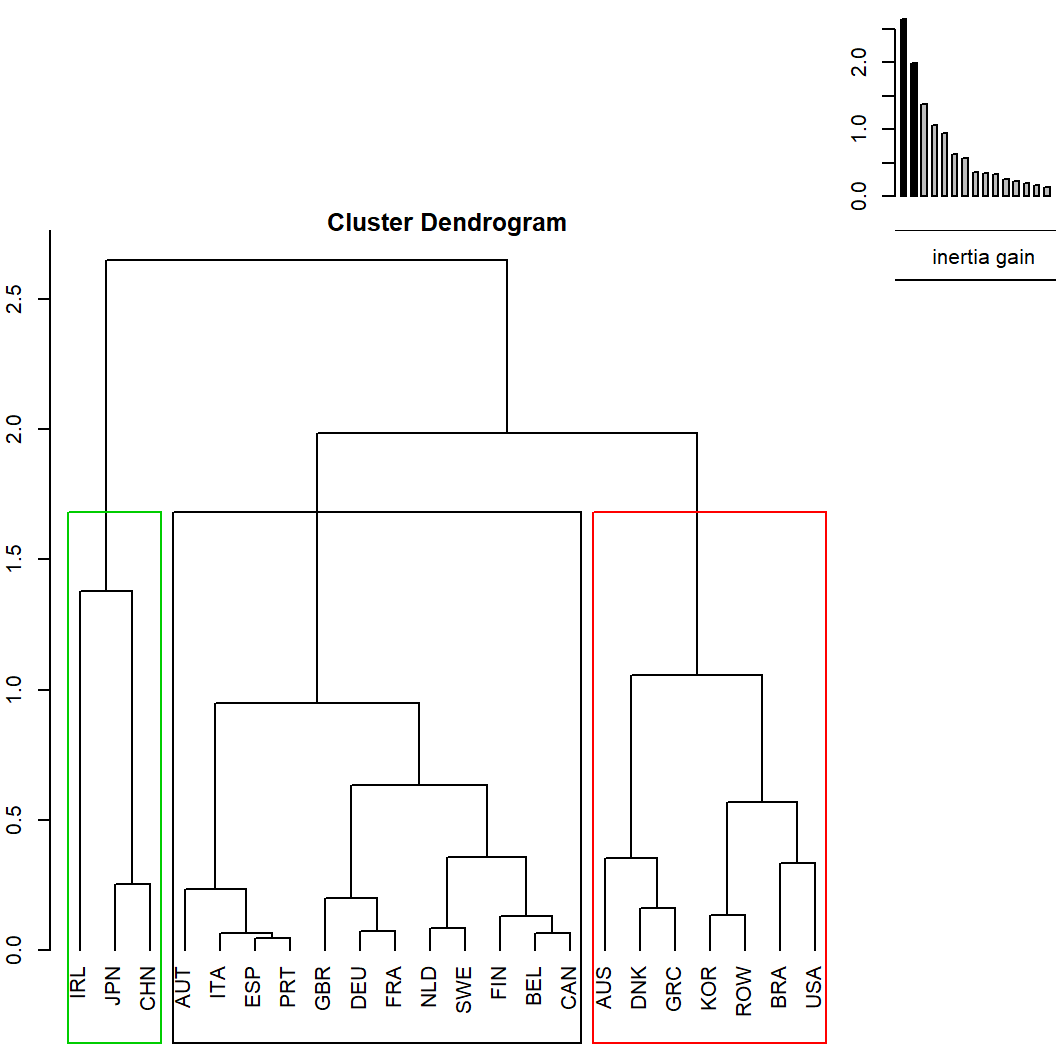 2.0
1.0
0.0
inertia gain
Cluster Dendrogram
2.5
2.0
1.5
1.0
0.5
0.0
IRL
JPN
CHN
AUT
ITA
ESP
PRT
GBR
DEU
FRA
NLD
SWE
FIN
BEL
CAN
AUS
DNK
GRC
KOR
ROW
BRA
USA